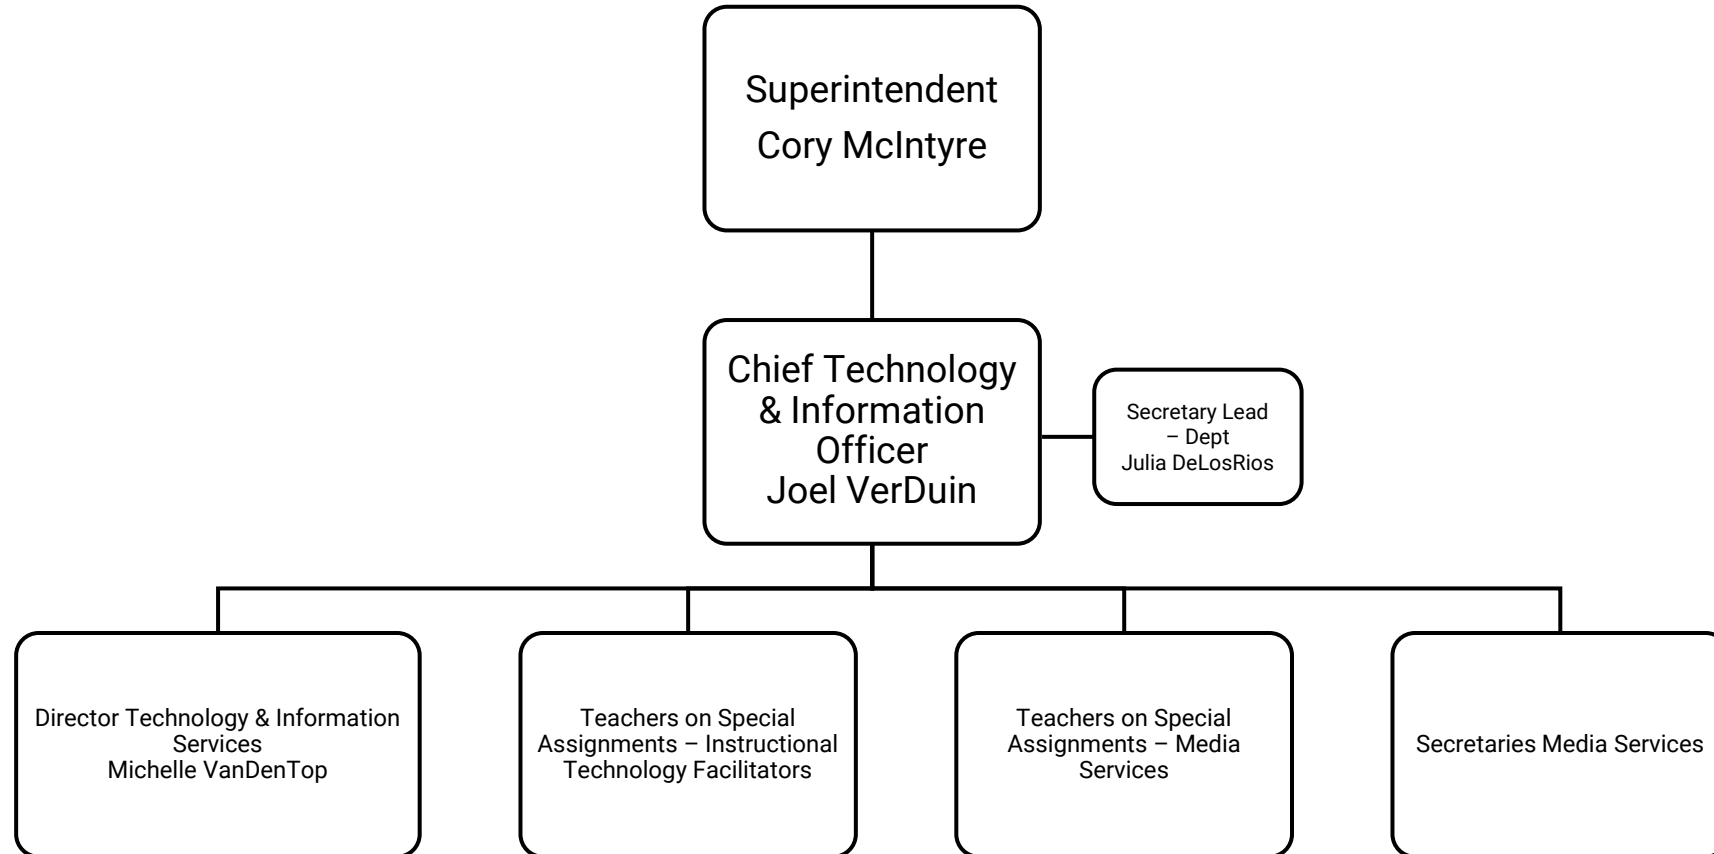 Superintendent
Cory McIntyre
Chief Technology
& Information
Officer
Joel VerDuin
Secretary Lead
– Dept
Julia DeLosRios
Director Technology & Information
Services
Michelle VanDenTop
Teachers on Special
Assignments – Instructional
Technology Facilitators
Teachers on Special
Assignments – Media
Services
Secretaries Media Services